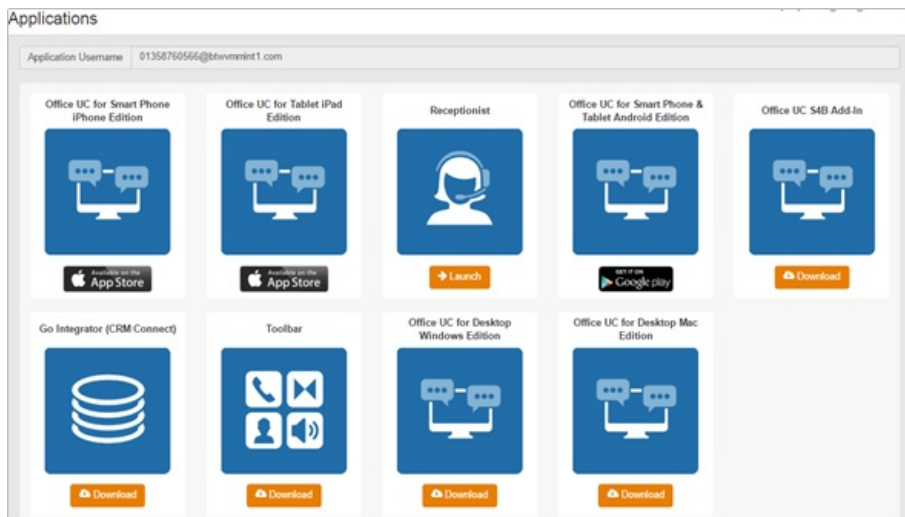 Applications
Application Username 01358760566@btwvmmint1.com
Office UC for Smart Phone
iPhone Edition
Available on the
App Store
Office UC for Tablet iPad
Edition
Available on the
App Store
Receptionist
Launch
Office UC for Smart Phone &
Tablet Android Edition
GET IT ON
Google play
Office UC S4B Add-In
Download
Go Integrator (CRM Connect)
Download
Toolbar
Download
Office UC for Desktop
Windows Edition
Download
Office UC for Desktop Mac
Edition
Download